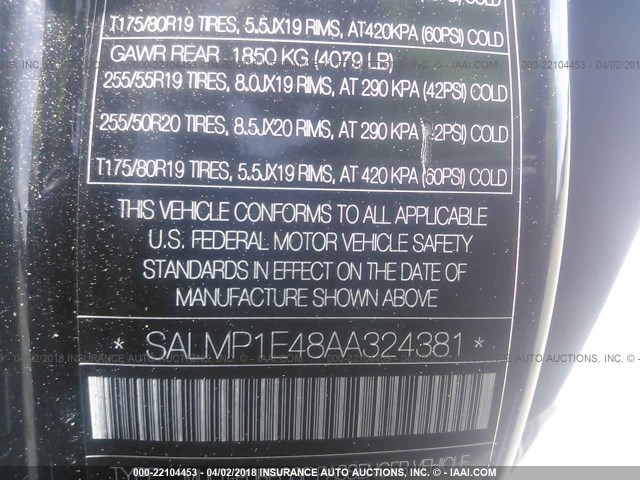 T175/80R19 TIRES, 5.5JX19 RIMS, AT420KPA (60PSI) COLD
GAWR REAR 1850 KG (4079 LB)
255/55R19 TIRES, 8.0JX19 RIMS, AT 290 KPA (42PSI) COLD
255/50R20 TIRES, 8.5JX20 RIMS, AT 290 KPA (42PSI) COLD
T175/80R19 TIRES, 5.5JX19 RIMS, AT 420 KPA (60PSI) COLD
THIS VEHICLE CONFORMS TO ALL APPLICABLE
U.S. FEDERAL MOTOR VEHICLE SAFETY
STANDARDS IN EFFECT ON THE DATE OF
MANUFACTURE SHOWN ABOVE
* SALMP1E48AA324381 *
000-22104453 - 04/02/2018 - INSURANCE AUTO AUCTIONS, INC. - © IAAI.COM